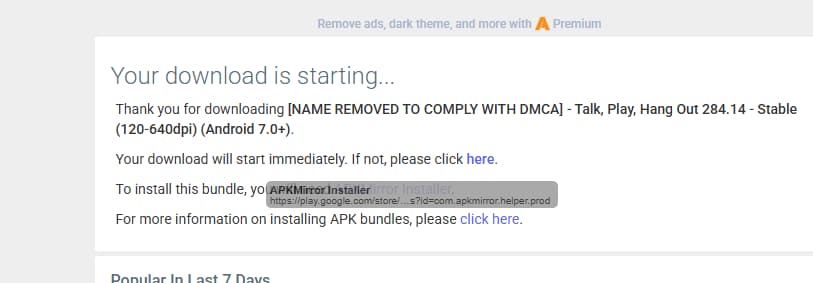 Remove ads, dark theme, and more with A Premium
Your download is starting...
Thank you for downloading [NAME REMOVED TO COMPLY WITH DMCA] - Talk, Play, Hang Out 284.14 - Stable
(120-640dpi) (Android 7.0+).
Your download will start immediately. If not, please click here.
To install this bundle, yo Mirror Installer.
APKMirror Installer
https://play.google.com/store/...s?id=com.apkmirror.helper.prod
For more information on installing APK bundles, please click here.
Popular In Last 7 Days